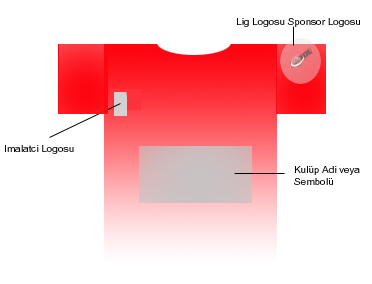 Lig Logosu Sponsor Logosu
Imalatci Logosu
Kulüp Adi veya
Sembolü